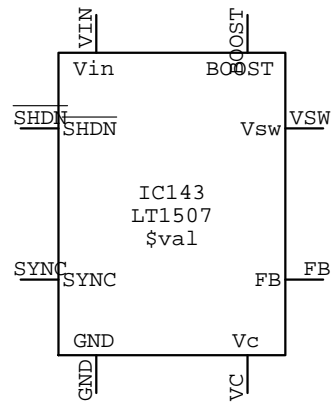 VIN
BOOST
Vin
BOOST
SHDN
SHDN
Vsw
VSW
IC143
LT1507
$val
SYNC
SYNC
FB
FB
GND
Vc
GND
VC